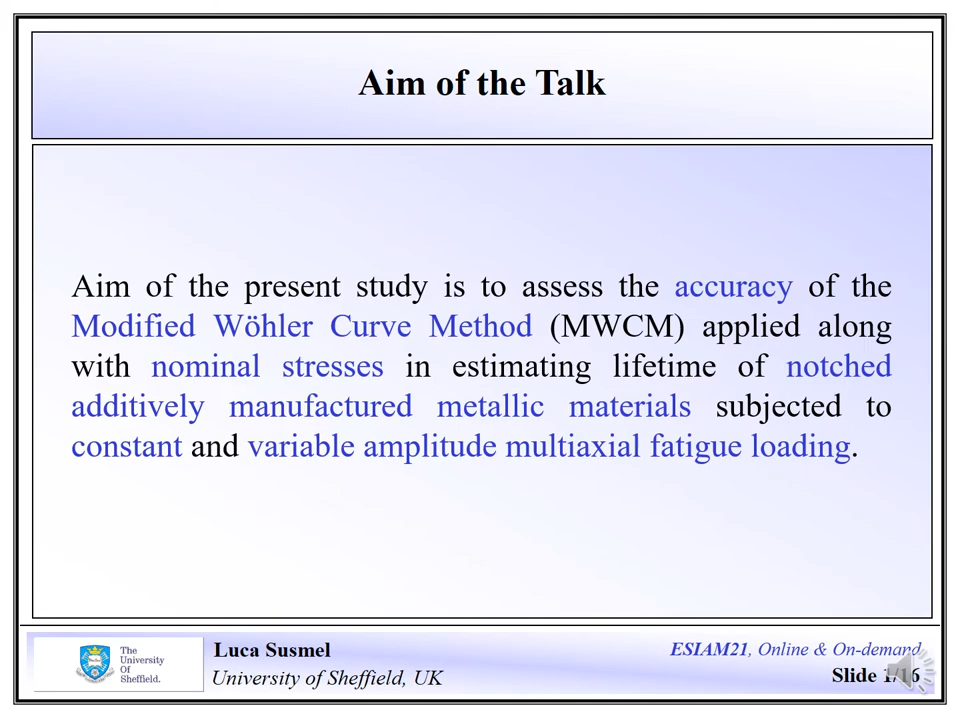 Aim of the Talk
Aim of the present study is to assess the accuracy of the
Modified Wöhler Curve Method (MWCM) applied along
with nominal stresses in estimating lifetime of notched
additively manufactured metallic materials subjected to
constant and variable amplitude multiaxial fatigue loading.
The
University
Of
Sheffield.
Luca Susmel
University of Sheffield, UK
ESIAM21, Online & On-demand
Slide 1/16